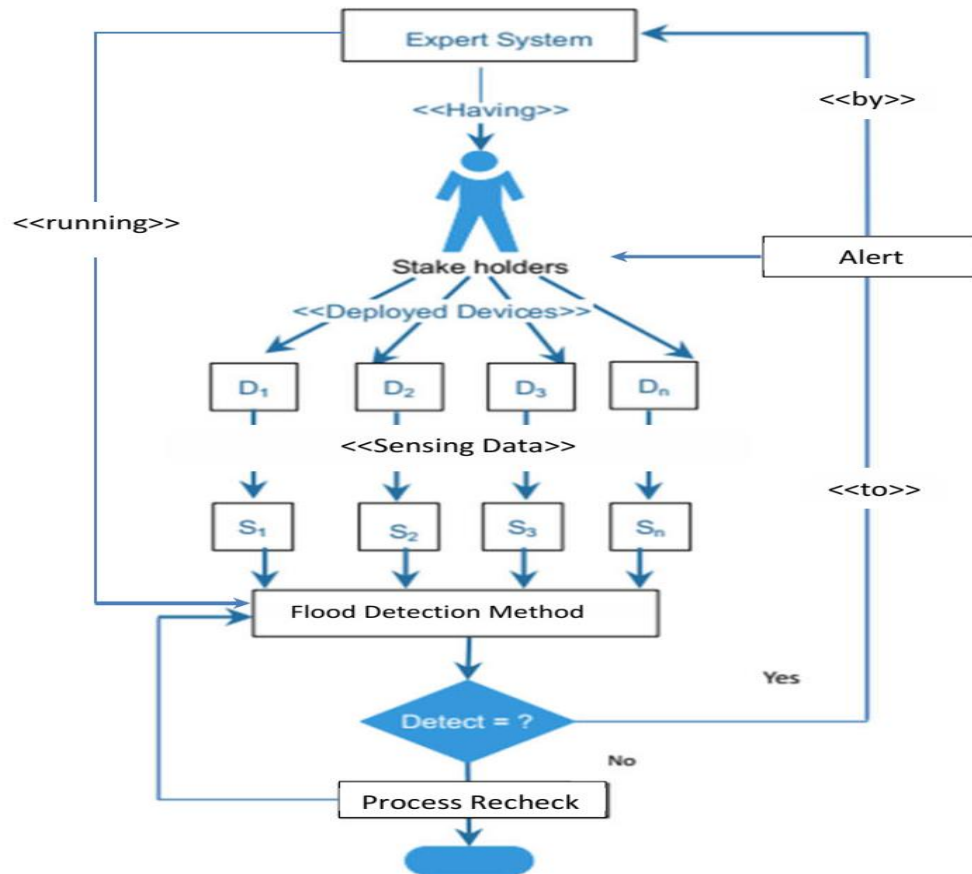 Expert System
<<Having>>
<<by>>
<<running>>
Stake holders
Alert
<<Deployed Devices>>
D₁ D₂ D₃ Dₙ
<<Sensing Data>>
<<to>>
S₁ S₂ S₃ Sₙ
Flood Detection Method
Yes
Detect = ?
No
Process Recheck